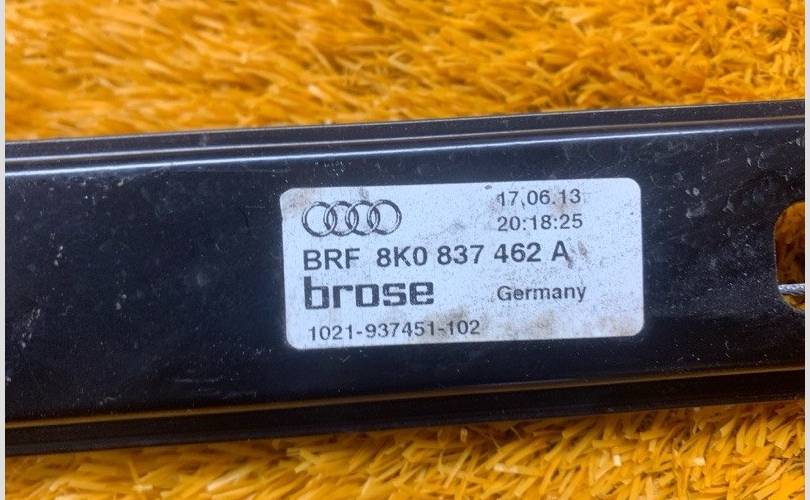 17.06.13
20:18:25
BRF 8K0 837 462 A
brose Germany
1021-937451-102